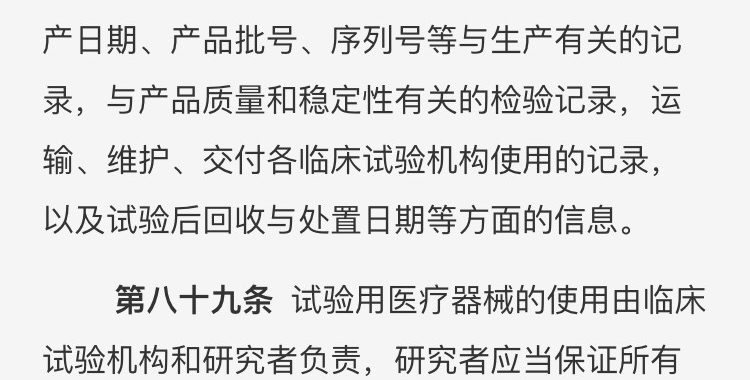 产日期、产品批号、序列号等与生产有关的记
录，与产品质量和稳定性有关的检验记录，运
输、维护、交付各临床试验机构使用的记录，
以及试验后回收与处置日期等方面的信息。
第八十九条 试验用医疗器械的使用由临床
试验机构和研究者负责，研究者应当保证所有